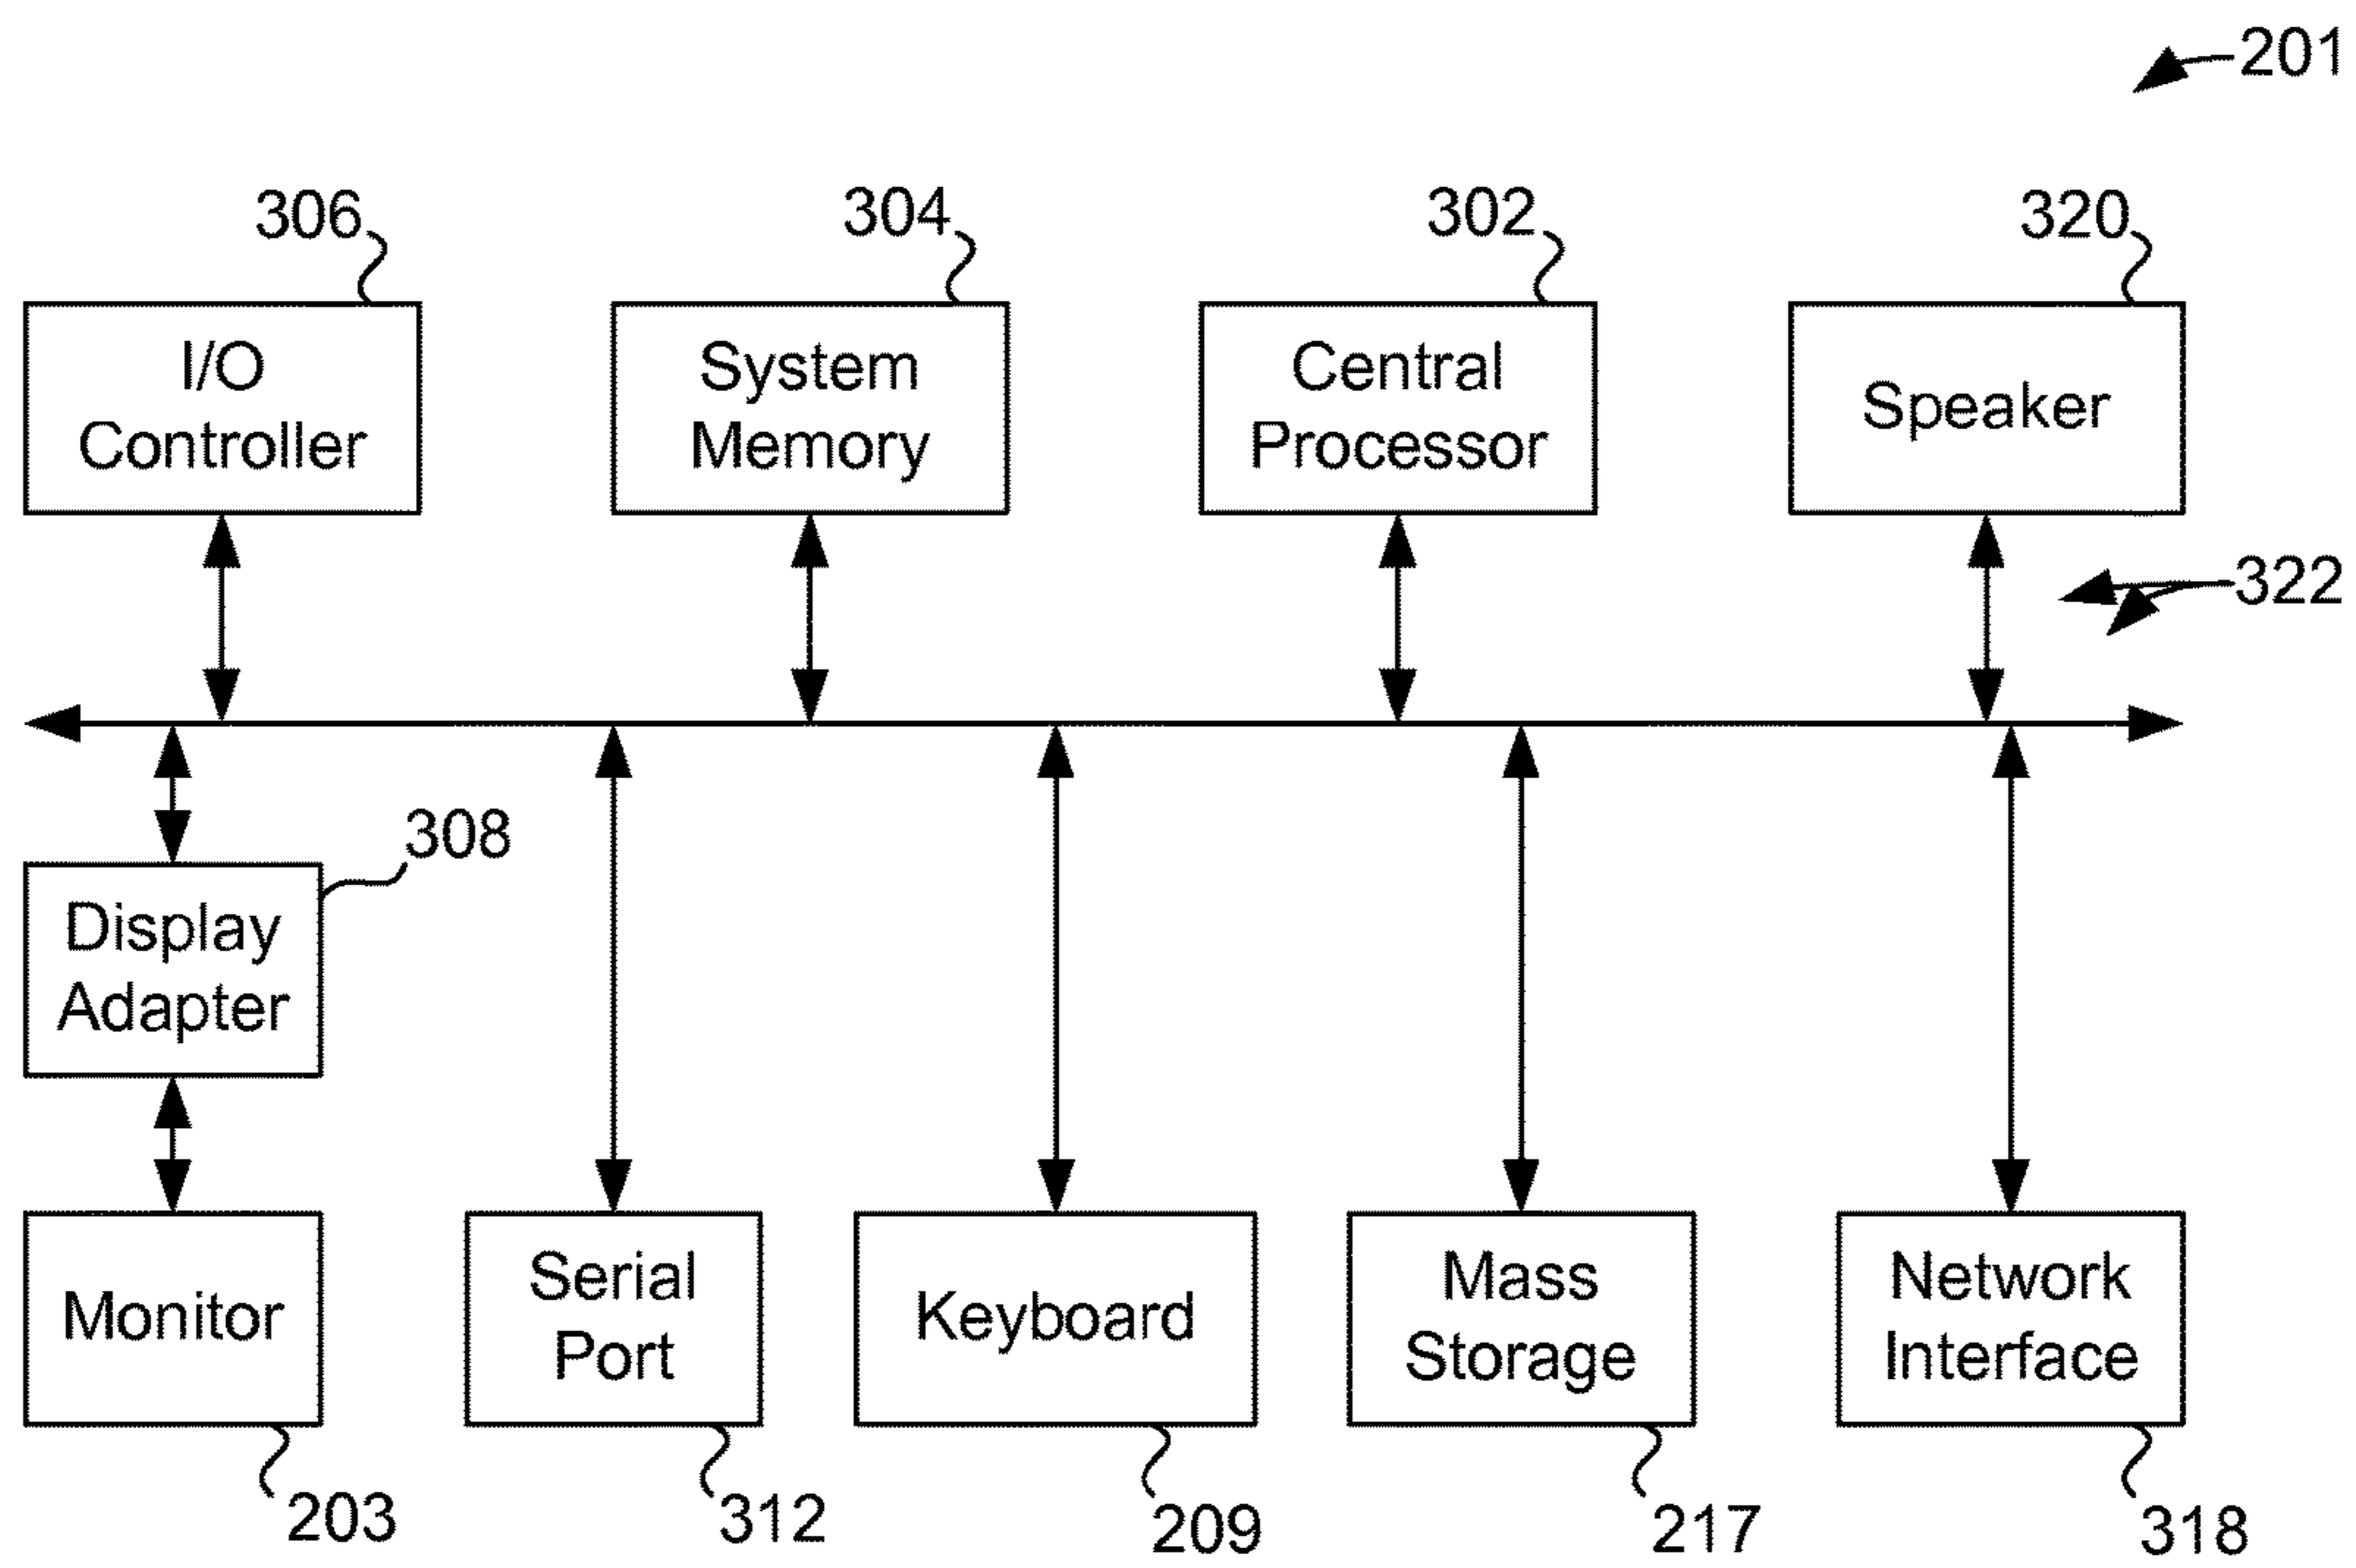 201
306
304
302
320
I/O
Controller
System
Memory
Central
Processor
Speaker
322
308
Display
Adapter
Monitor
Serial
Port
Keyboard
Mass
Storage
Network
Interface
203
312
209
217
318